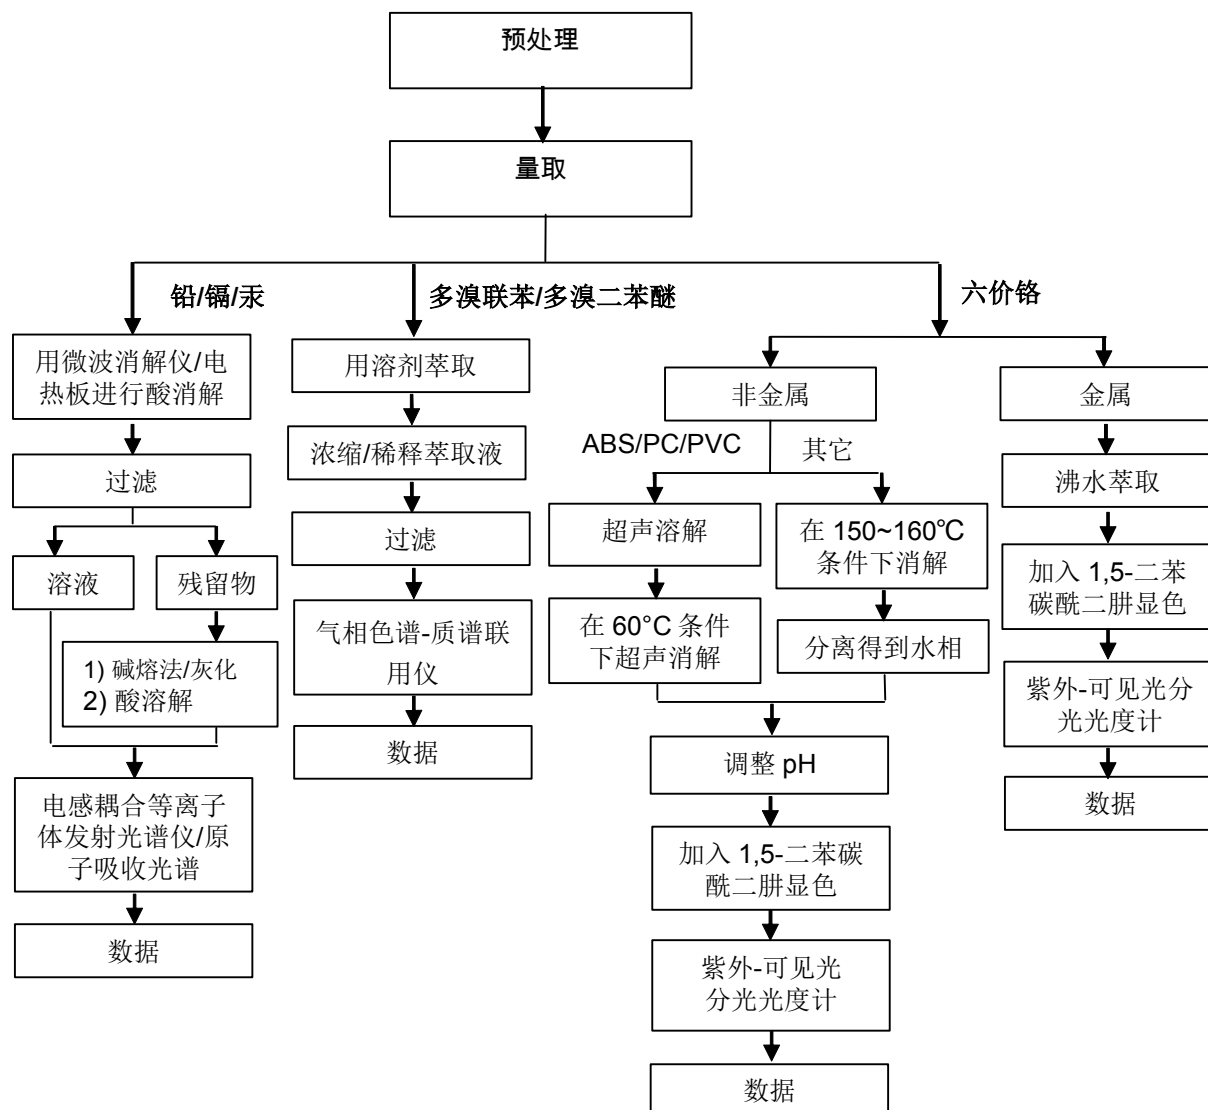 预处理
量取
铅/镉/汞
用微波消解仪/电
热板进行酸消解
过滤
溶液
残留物
1) 碱熔法/灰化
2) 酸溶解
电感耦合等离子
体发射光谱仪/原
子吸收光谱
数据
多溴联苯/多溴二苯醚
用溶剂萃取
浓缩/稀释萃取液
过滤
气相色谱-质谱联
用仪
数据
六价铬
非金属
ABS/PC/PVC
其它
超声溶解
在 60°C 条件
下超声消解
在 150~160℃
条件下消解
分离得到水相
调整 pH
加入 1,5-二苯碳
酰二肼显色
紫外-可见光
分光光度计
数据
金属
沸水萃取
加入 1,5-二苯
碳酰二肼显色
紫外-可见光分
光光度计
数据